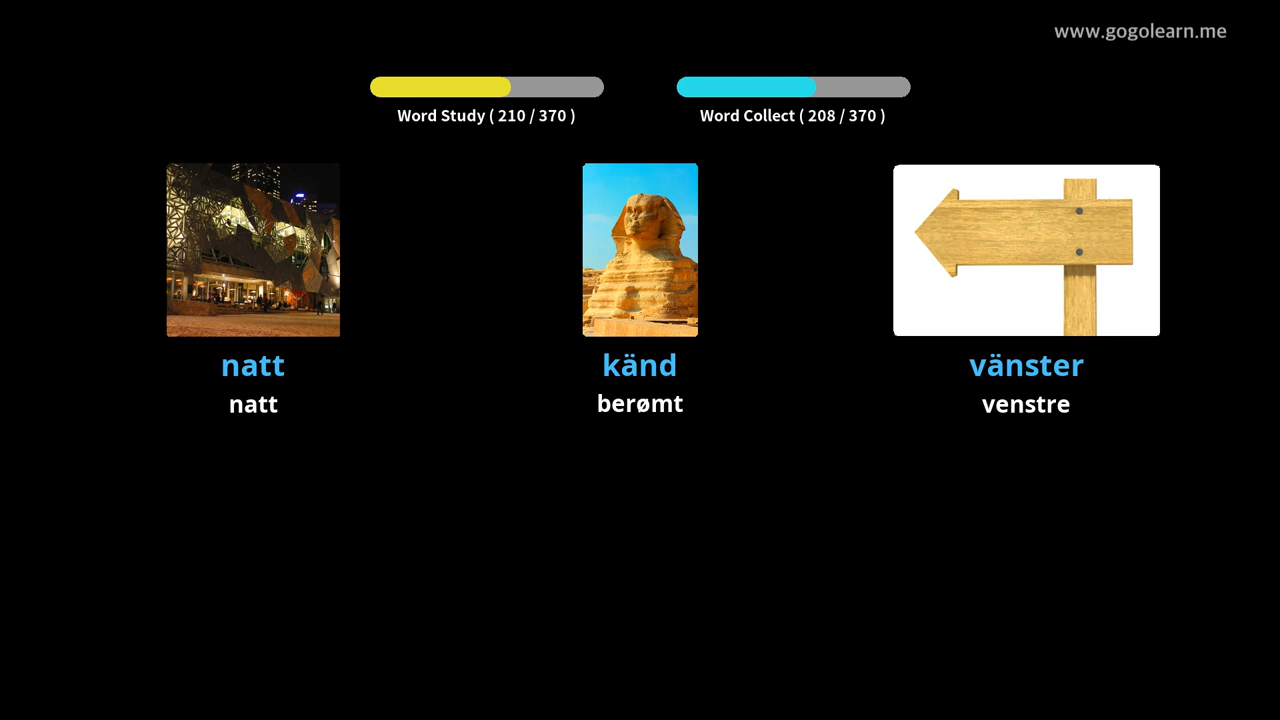 www.gogolearn.me
Word Study ( 210 / 370 )
Word Collect ( 208 / 370 )
natt
känd
vänster
natt
berømt
venstre